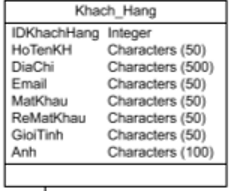 Khach_Hang
IDKhachHang Integer
HoTenKH Characters (50)
DiaChi Characters (500)
Email Characters (50)
MatKhau Characters (50)
ReMatKhau Characters (50)
GioiTinh Characters (50)
Anh Characters (100)